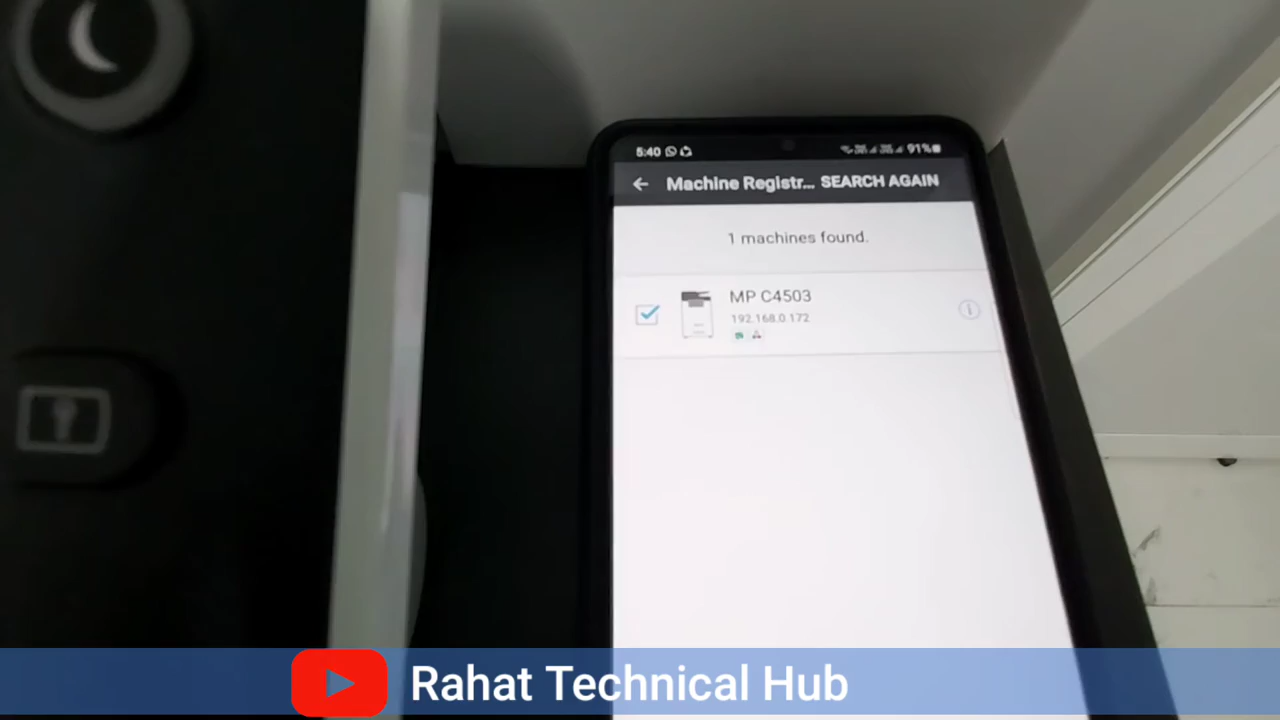 5:40
91%
Machine Registr... SEARCH AGAIN
1 machines found.
MP C4503
192.168.0.172
Rahat Technical Hub